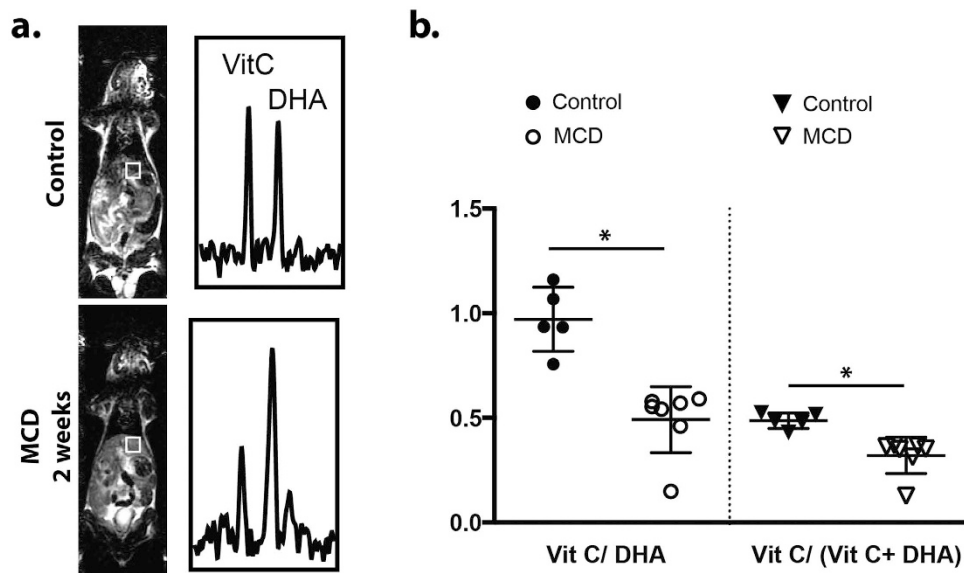 a.
Control
VitC
DHA
MCD
2 weeks
b.
Control
MCD
Control
MCD
1.5
1.0
0.5
0.0
*
*
Vit C/ DHA
Vit C/ (Vit C+ DHA)